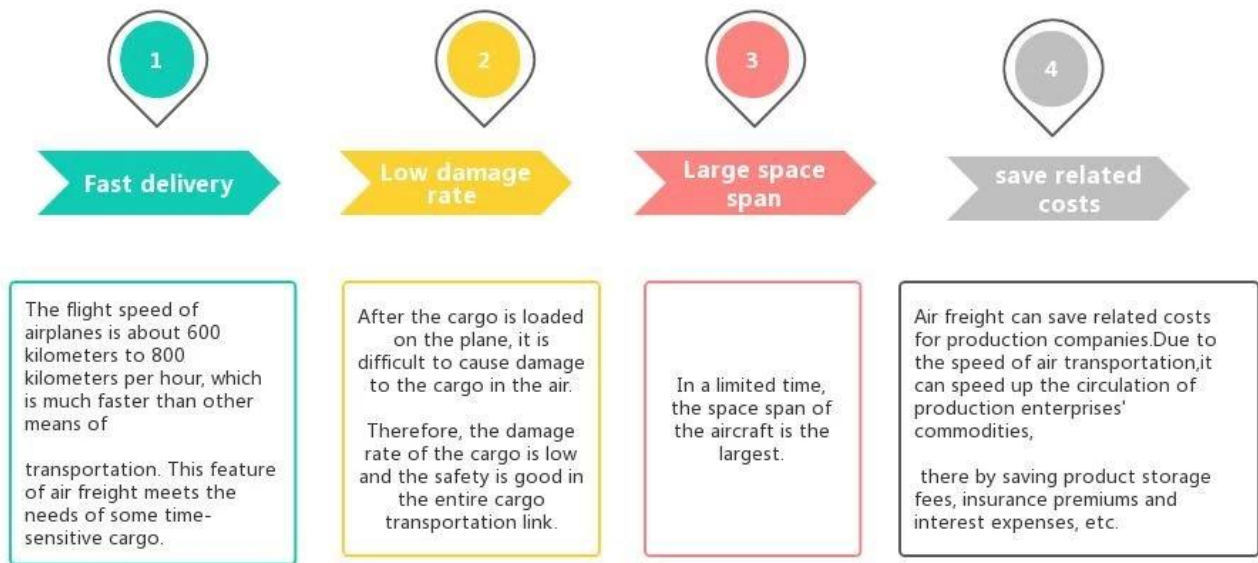 1
Fast delivery
The flight speed of
airplanes is about 600
kilometers to 800
kilometers per hour, which
is much faster than other
means of
transportation. This feature
of air freight meets the
needs of some time-
sensitive cargo.
2
Low damage
rate
After the cargo is loaded
on the plane, it is
difficult to cause damage
to the cargo in the air.
Therefore, the damage
rate of the cargo is low
and the safety is good in
the entire cargo
transportation link.
3
Large space
span
In a limited time,
the space span of
the aircraft is the
largest.
4
save related
costs
Air freight can save related costs
for production companies.Due to
the speed of air transportation,it
can speed up the circulation of
production enterprises'
commodities,
there by saving product storage
fees, insurance premiums and
interest expenses, etc.